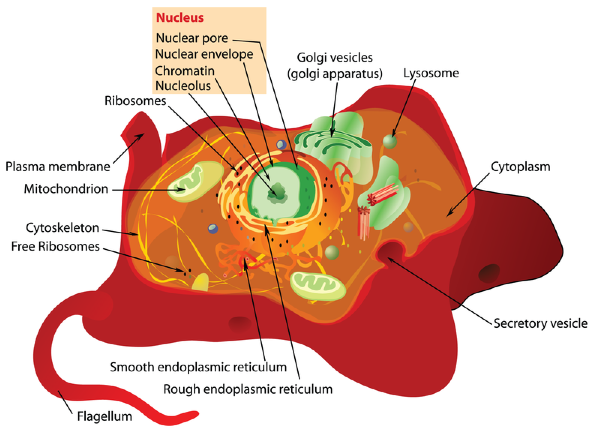 Nucleus
Nuclear pore
Nuclear envelope
Chromatin
Nucleolus
Golgi vesicles
(golgi apparatus)
Lysosome
Ribosomes
Plasma membrane
Mitochondrion
Cytoplasm
Cytoskeleton
Free Ribosomes
Secretory vesicle
Smooth endoplasmic reticulum
Rough endoplasmic reticulum
Flagellum